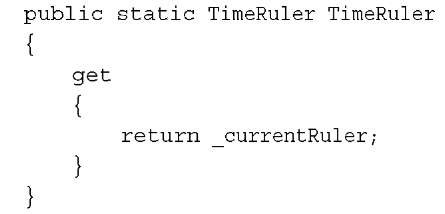 public static TimeRuler TimeRuler
{
    get
    {
        return _currentRuler;
    }
}